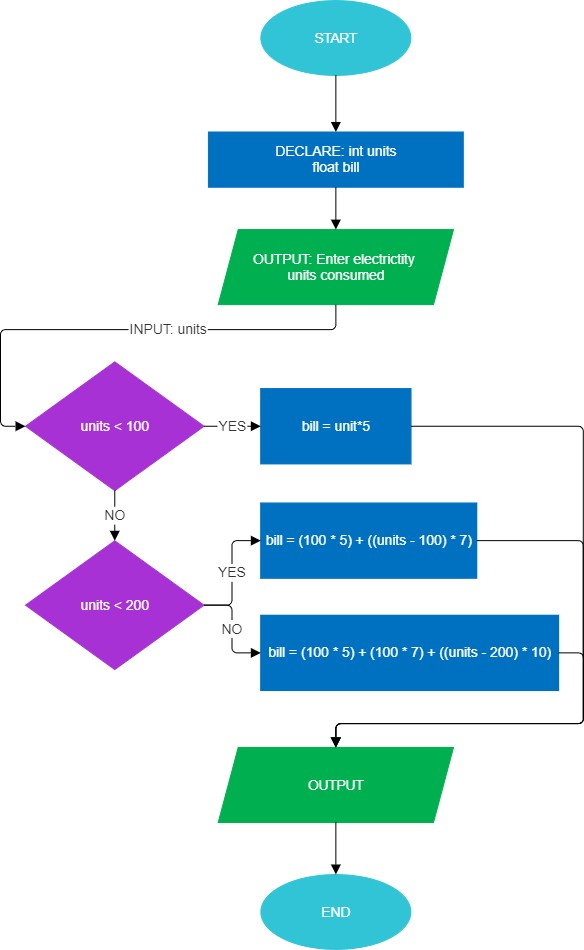 START
DECLARE: int units
float bill
OUTPUT: Enter electrictity
units consumed
INPUT: units
units < 100
YES
bill = unit*5
NO
bill = (100 * 5) + ((units - 100) * 7)
YES
units < 200
NO
bill = (100 * 5) + (100 * 7) + ((units - 200) * 10)
OUTPUT
END